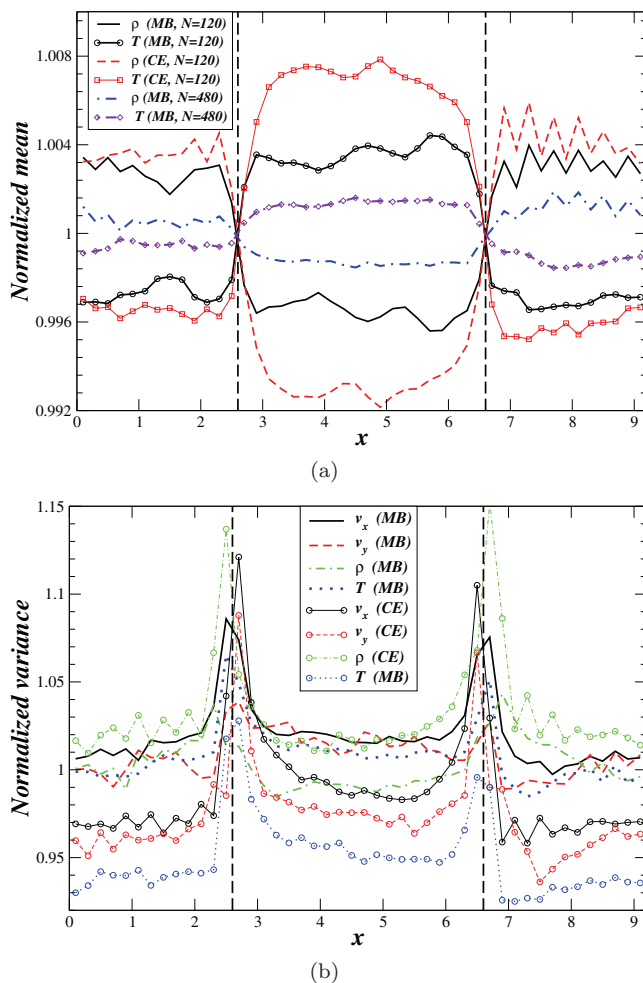 ρ (MB, N=120)
T (MB, N=120)
ρ (CE, N=120)
T (CE, N=120)
ρ (MB, N=480)
T (MB, N=480)
1.008
1.004
1
0.996
0.992
Normalized mean
0 1 2 3 4 5 6 7 8 9
x
(a)
1.15
1.1
1.05
1
0.95
Normalized variance
v_x (MB)
v_y (MB)
ρ (MB)
T (MB)
v_x (CE)
v_y (CE)
ρ (CE)
T (MB)
0 1 2 3 4 5 6 7 8 9
x
(b)